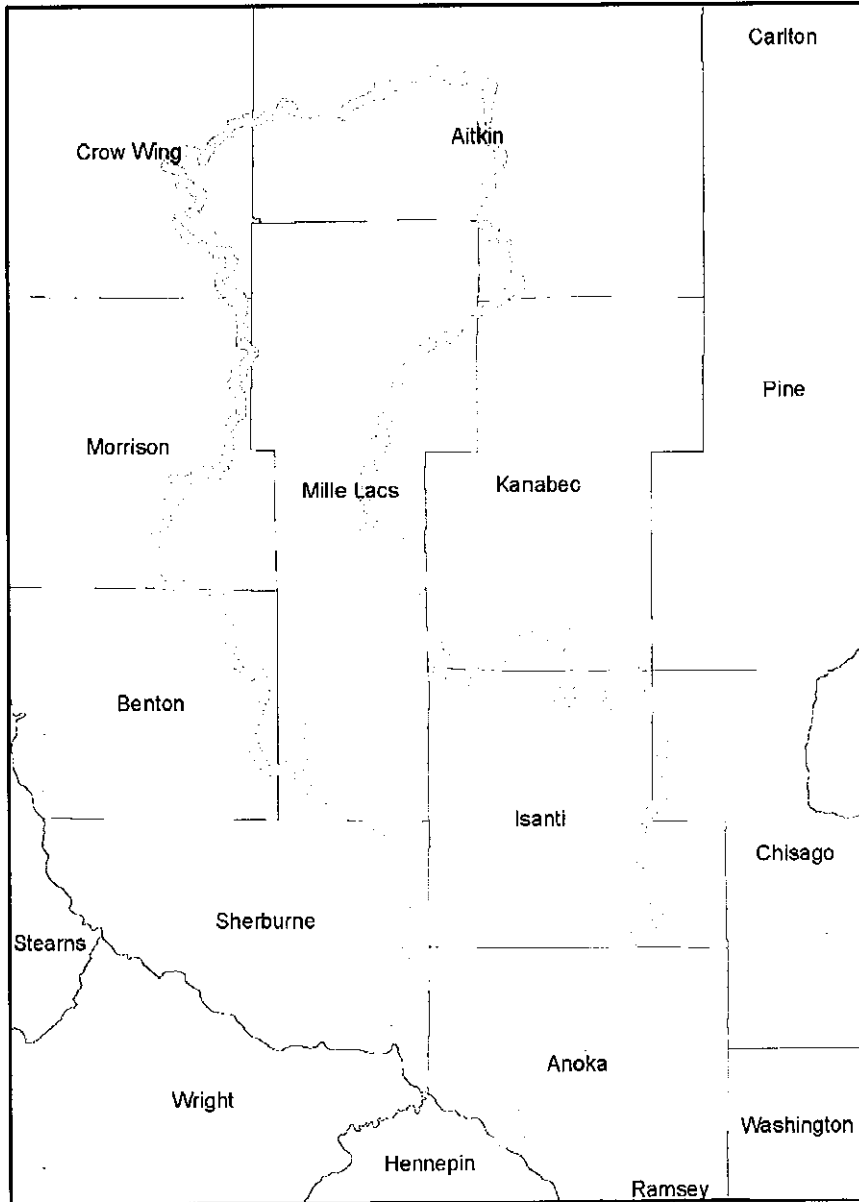 Carlton
Aitkin
Crow Wing
Pine
Morrison
Mille Lacs
Kanabec
Benton
Isanti
Chisago
Sherburne
Stearns
Anoka
Wright
Washington
Hennepin
Ramsey